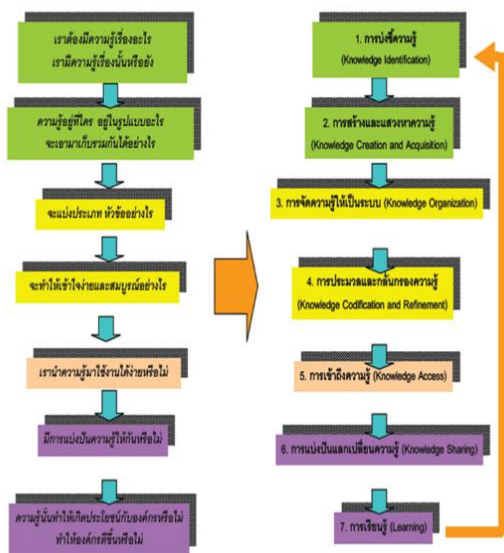 เราต้องมีความรู้เรื่องอะไร
เรามีความรู้เรื่องนั้นหรือยัง
ความรู้อยู่ที่ใคร อยู่ในรูปแบบอะไร
จะเอามาเก็บรวมกันได้อย่างไร
จะแบ่งประเภท หัวข้ออย่างไร
จะทำให้เข้าใจง่ายและสมบูรณ์อย่างไร
เรานำความรู้มาใช้งานได้ง่ายหรือไม่
มีการแบ่งปันความรู้ให้กันหรือไม่
ความรู้นั้นทำให้เกิดประโยชน์กับองค์กรหรือไม่
ทำให้องค์กรดีขึ้นหรือไม่
1. การบ่งชี้ความรู้
(Knowledge Identification)
2. การสร้างและแสวงหาความรู้
(Knowledge Creation and Acquisition)
3. การจัดความรู้ให้เป็นระบบ (Knowledge Organization)
4. การประมวลและกลั่นกรองความรู้
(Knowledge Codification and Refinement)
5. การเข้าถึงความรู้ (Knowledge Access)
6. การแบ่งปันแลกเปลี่ยนความรู้ (Knowledge Sharing)
7. การเรียนรู้ (Learning)